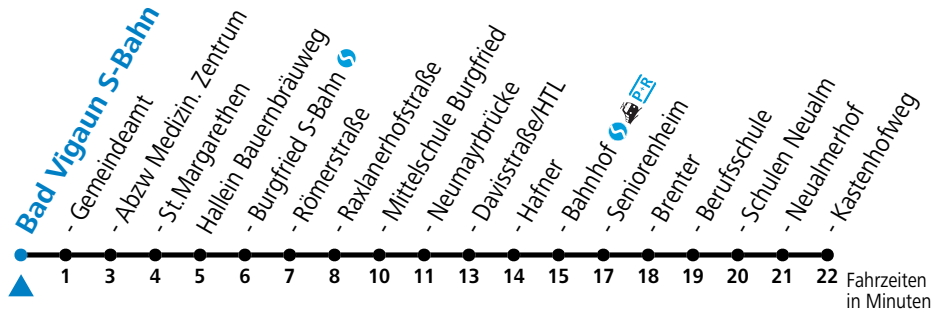 Bad Vigaun S-Bahn
- Gemeindeamt
- Abzw Medizin. Zentrum
- St.Margarethen
Hallein Bauernbräuweg
- Burgfried S-Bahn
- Römerstraße
- Raxlanerhofstraße
- Mittelschule Burgfried
- Neumayrbrücke
- Davisstraße/HTL
- Hafner
- Bahnhof
P+R
- Seniorenheim
- Brenter
- Berufsschule
- Schulen Neualm
- Neualmerhof
- Kastenhofweg
1 3 4 5 6 7 8 10 11 13 14 15 17 18 19 20 21 22 Fahrzeiten
in Minuten